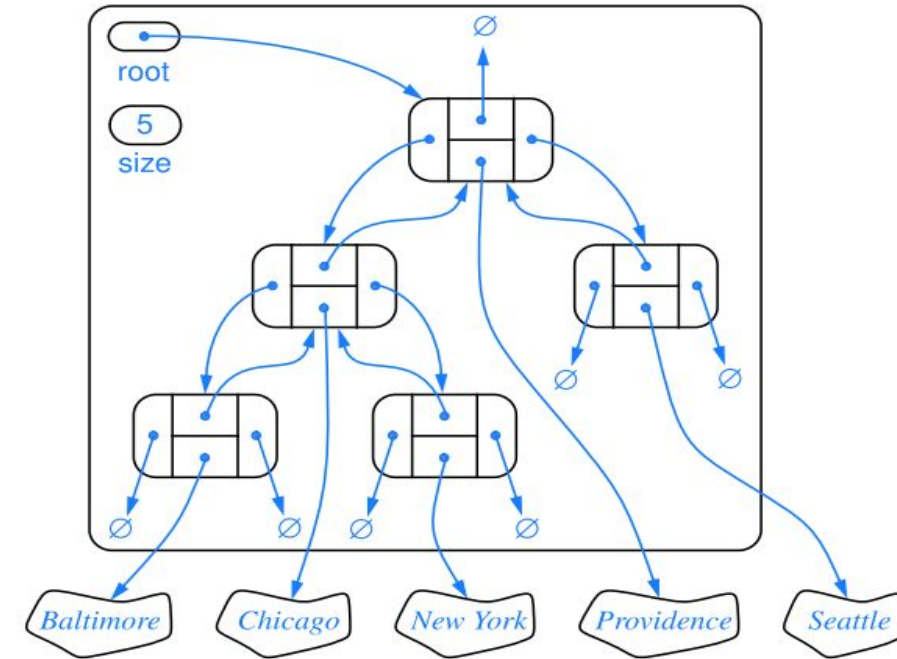 ∅
root
5
size
∅ ∅
∅ ∅ ∅ ∅
Baltimore Chicago New York Providence Seattle